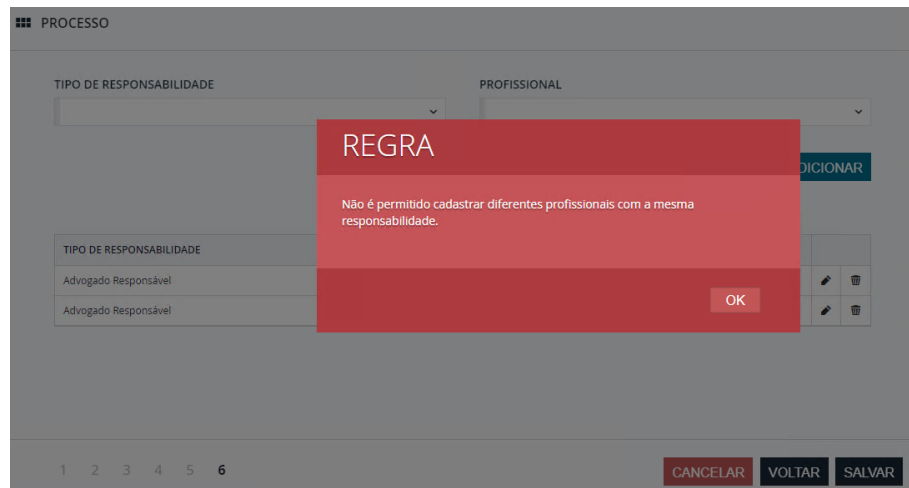 PROCESSO
TIPO DE RESPONSABILIDADE
PROFISSIONAL
REGRA
DICIONAR
Não é permitido cadastrar diferentes profissionais com a mesma
responsabilidade.
TIPO DE RESPONSABILIDADE
Advogado Responsável
Advogado Responsável
OK
1 2 3 4 5 6
CANCELAR VOLTAR SALVAR